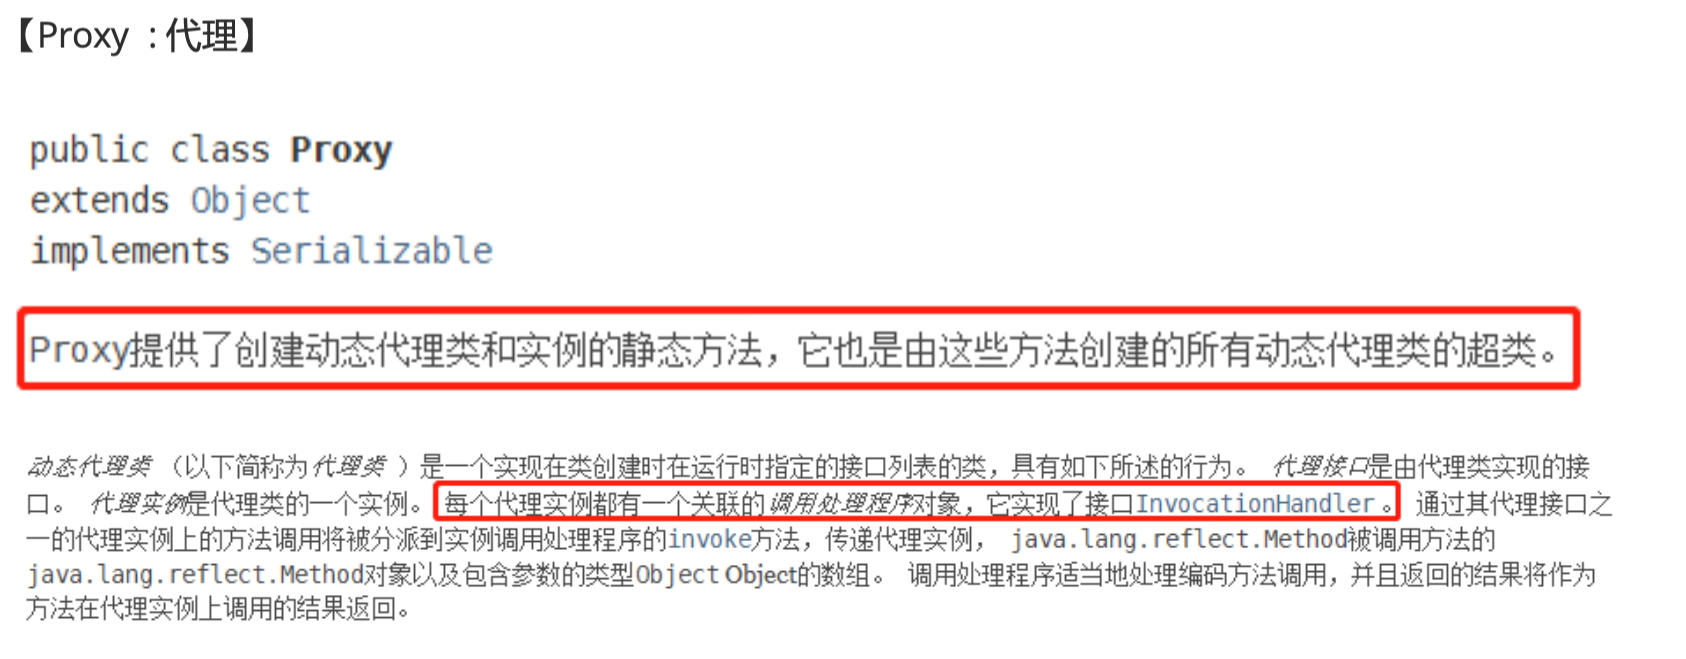 【Proxy : 代理】
public class Proxy
extends Object
implements Serializable
Proxy提供了创建动态代理类和实例的静态方法，它也是由这些方法创建的所有动态代理类的超类。
动态代理类 （以下简称为代理类 ）是一个实现在类创建时在运行时指定的接口列表的类，具有如下所述的行为。 代理接口是由代理类实现的接
口。 代理实例是代理类的一个实例。 每个代理实例都有一个关联的调用处理程序对象，它实现了接口InvocationHandler 。 通过其代理接口之
一的代理实例上的方法调用将被分派到实例调用处理程序的invoke方法，传递代理实例， java.lang.reflect.Method被调用方法的
java.lang.reflect.Method对象以及包含参数的类型Object Object的数组。 调用处理程序适当地处理编码方法调用，并且返回的结果将作为
方法在代理实例上调用的结果返回。